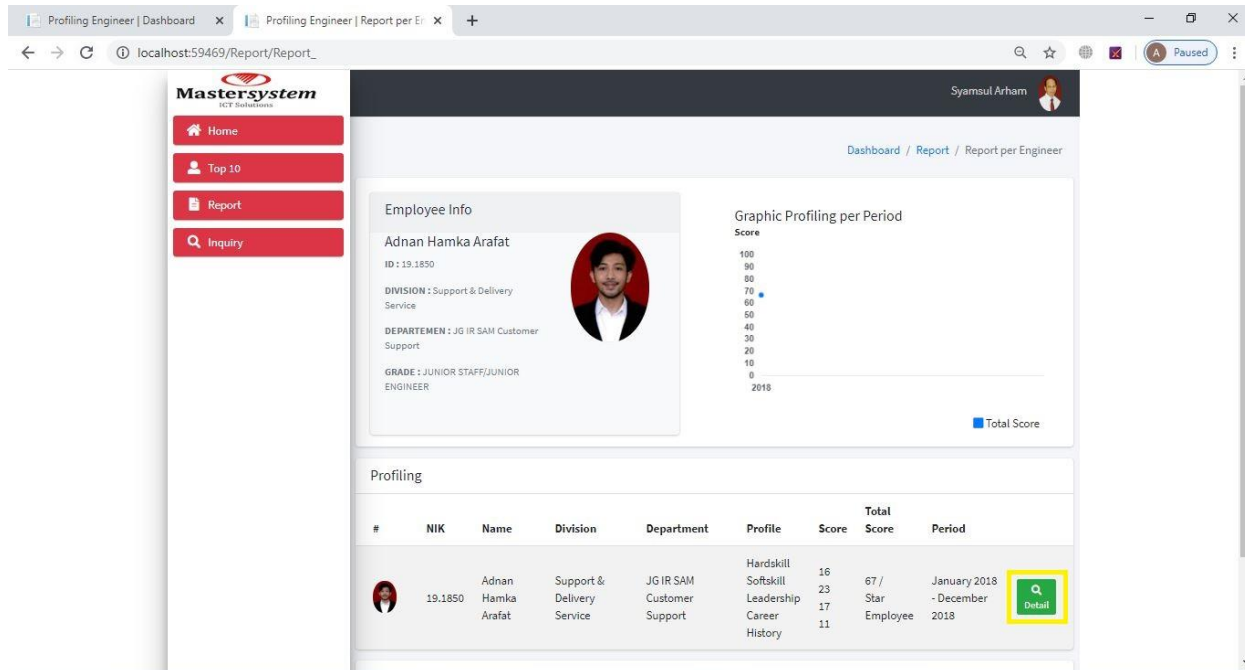 Profiling Engineer | Dashboard
Profiling Engineer | Report per Er
localhost:59469/Report/Report_
A Paused
Mastersystem
ICT Solutions
Syamsul Arham
Home
Top 10
Report
Inquiry
Dashboard / Report / Report per Engineer
Employee Info
Adnan Hamka Arafat
ID : 19.1850
DIVISION : Support & Delivery
Service
DEPARTEMEN : JG IR SAM Customer
Support
GRADE : JUNIOR STAFF/JUNIOR
ENGINEER
Graphic Profiling per Period
Score
100
90
80
70
60
50
40
30
20
10
0
2018
Total Score
Profiling
# NIK Name Division Department Profile Score Total Score Period
19.1850
Adnan
Hamka
Arafat
Support &
Delivery
Service
JG IR SAM
Customer
Support
Hardskill
Softskill
Leadership
Career
History
16
23
17
11
67 /
Star
Employee
January 2018
- December
2018
Detail